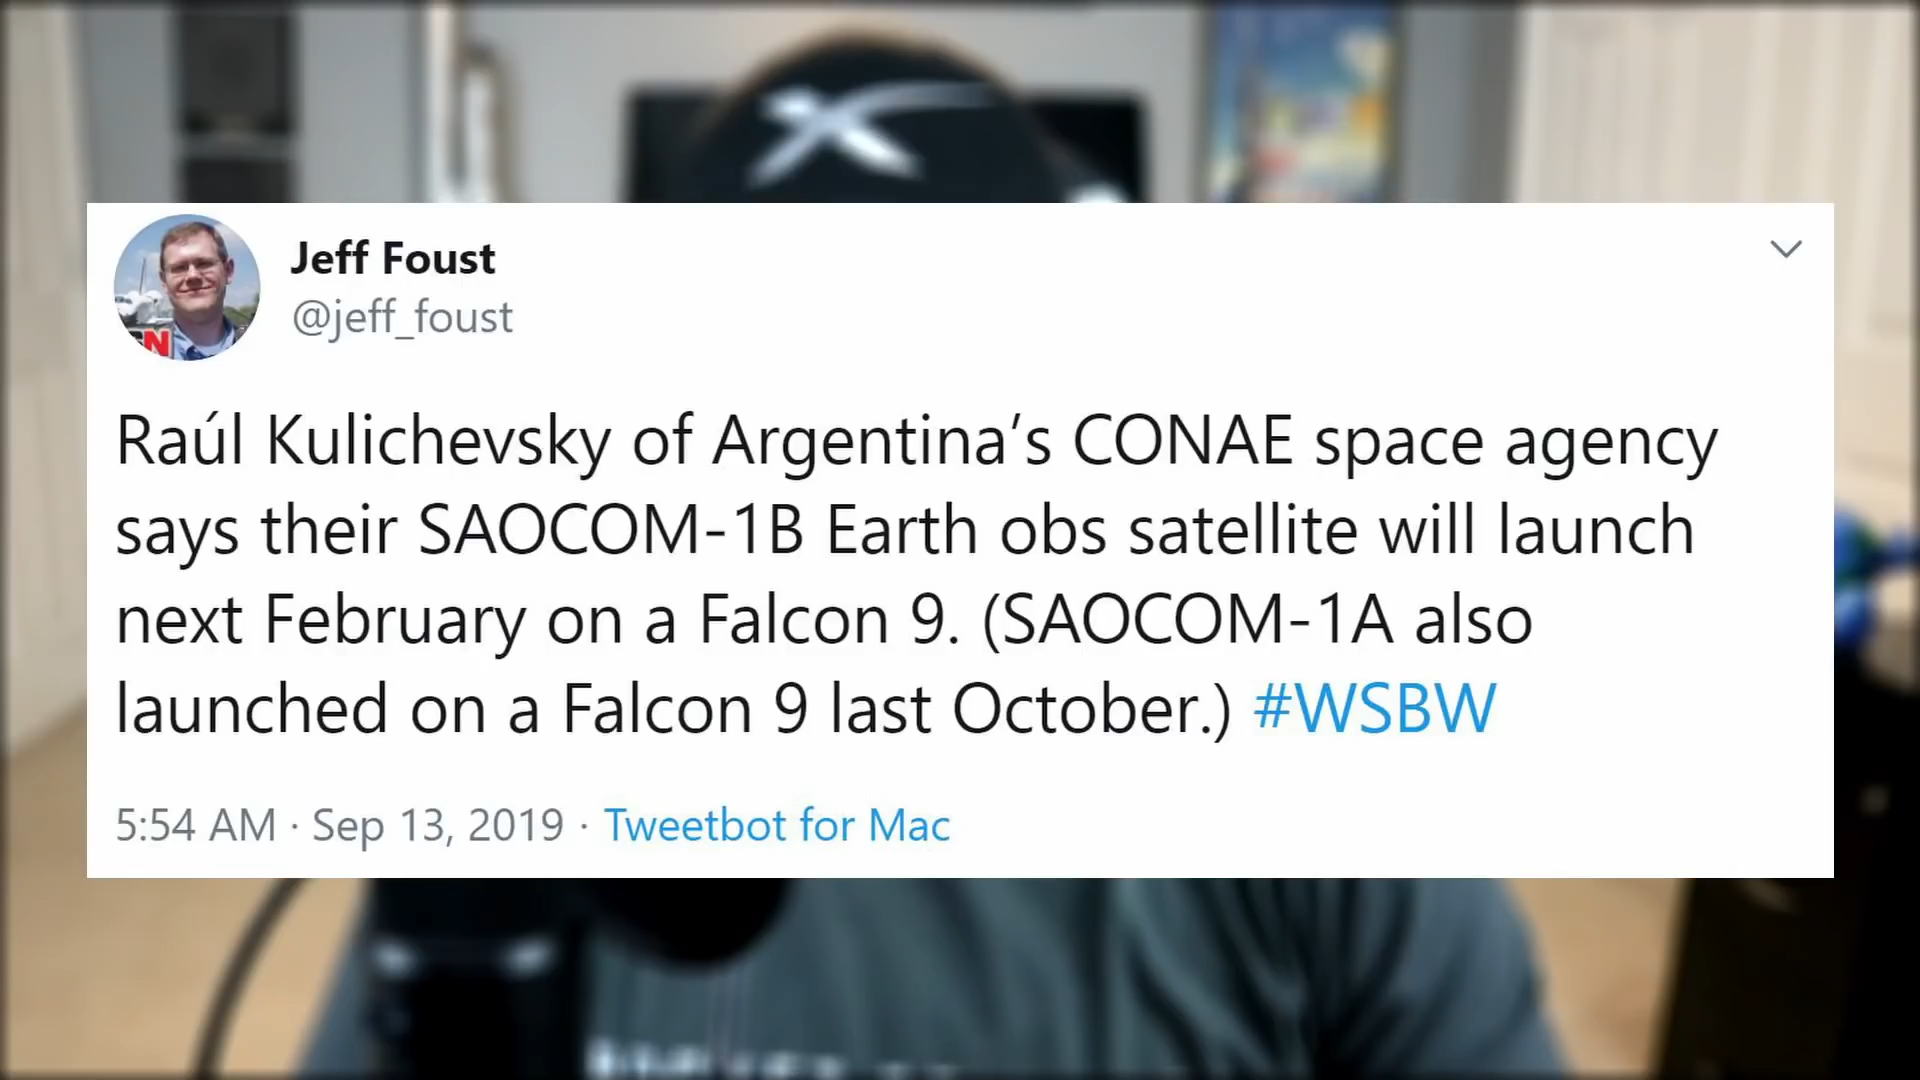 Jeff Foust
@jeff_foust
Raúl Kulichevsky of Argentina’s CONAE space agency
says their SAOCOM-1B Earth obs satellite will launch
next February on a Falcon 9. (SAOCOM-1A also
launched on a Falcon 9 last October.) #WSBW
5:54 AM · Sep 13, 2019 · Tweetbot for Mac